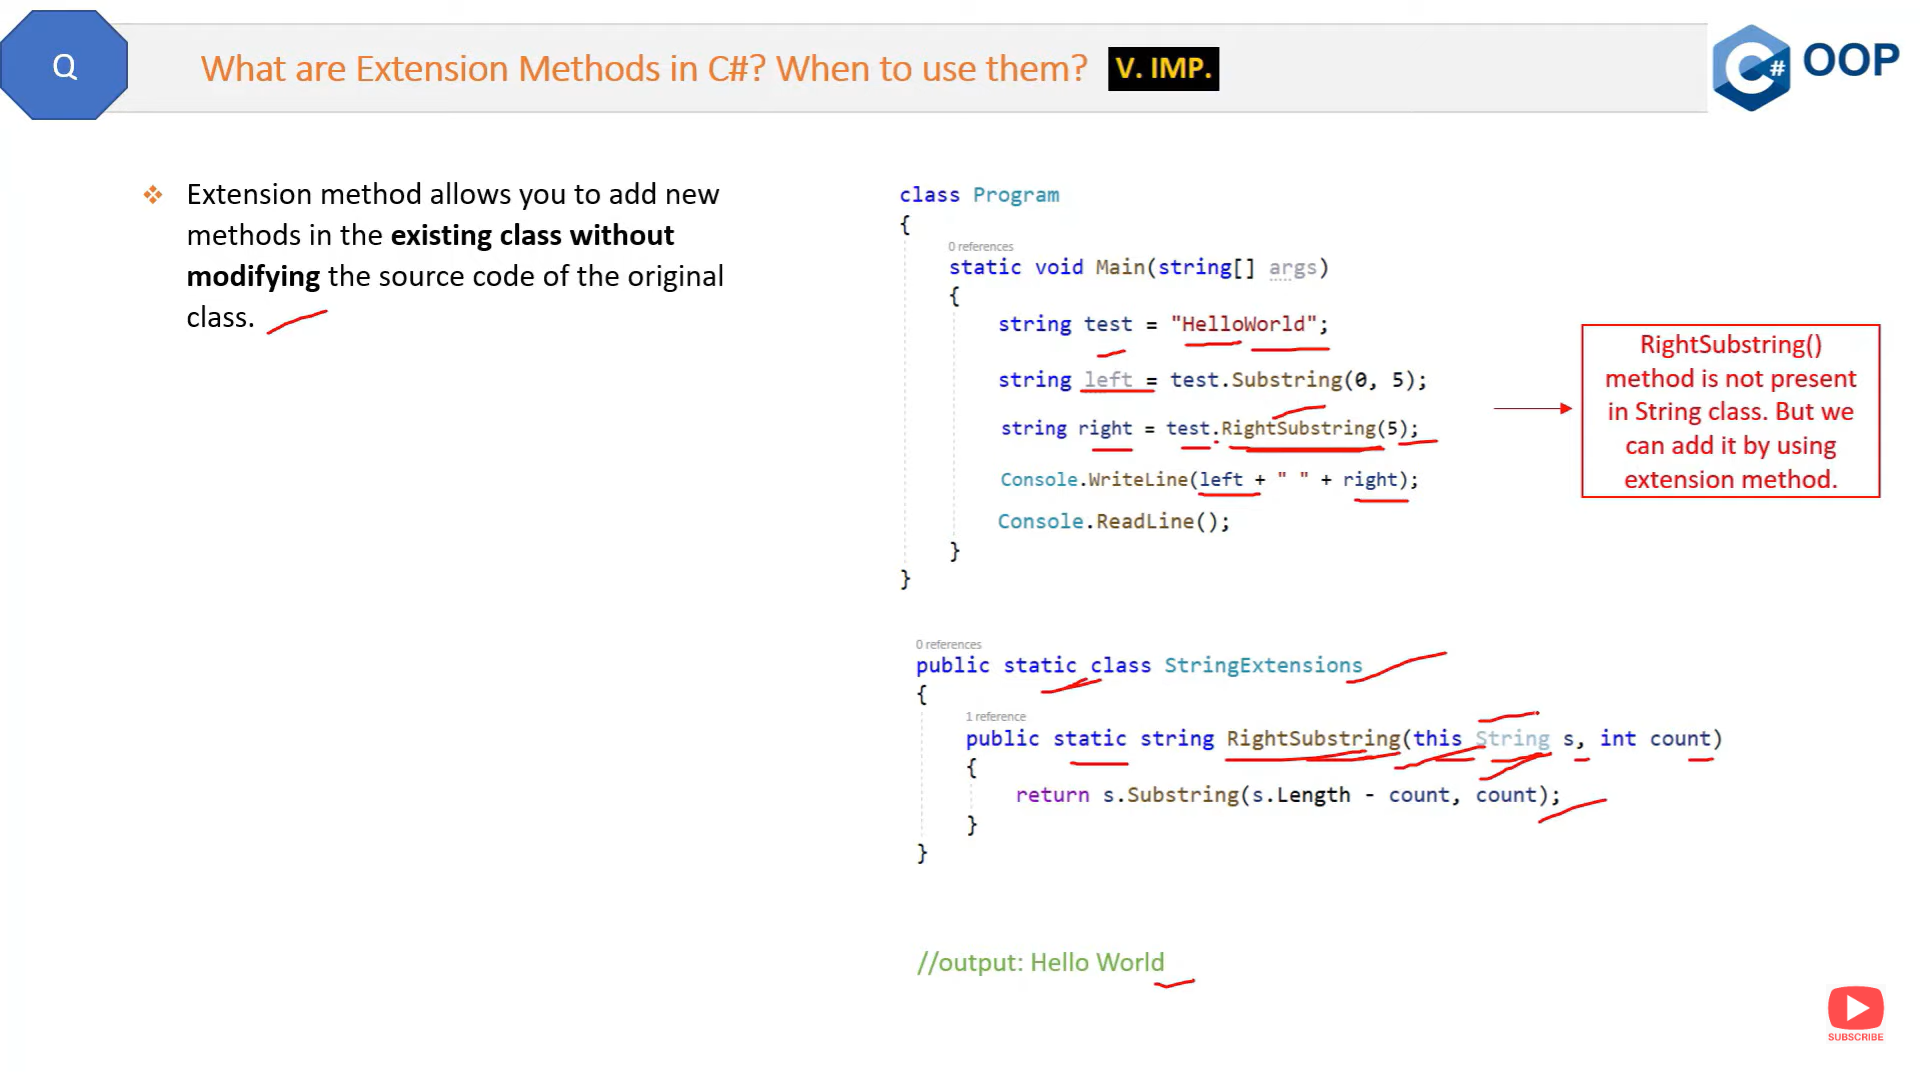 Q
What are Extension Methods in C#? When to use them?
V. IMP.
C#
OOP
Extension method allows you to add new
methods in the existing class without
modifying the source code of the original
class.
class Program
{
0 references
static void Main(string[] args)
{
string test = "HelloWorld";
string left = test.Substring(0, 5);
string right = test.RightSubstring(5);
Console.WriteLine(left + " " + right);
Console.ReadLine();
}
}
RightSubstring()
method is not present
in String class. But we
can add it by using
extension method.
0 references
public static class StringExtensions
{
1 reference
public static string RightSubstring(this String s, int count)
{
return s.Substring(s.Length - count, count);
}
}
//output: Hello World
SUBSCRIBE